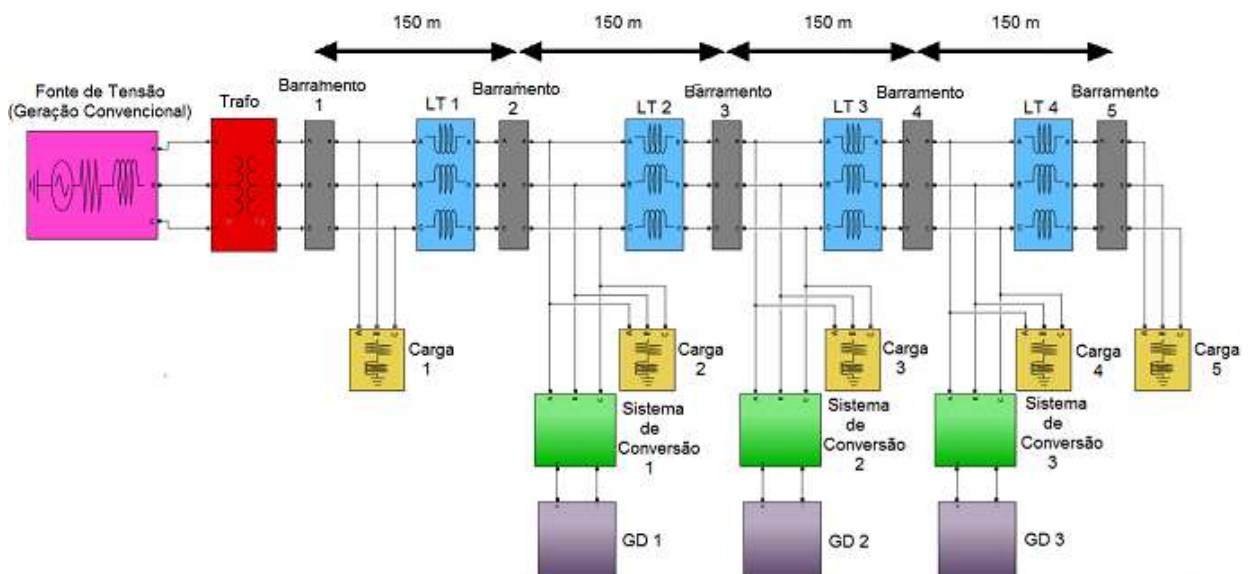 150 m
150 m
150 m
150 m
Fonte de Tensão
(Geração Convencional)
Trafo
Barramento
1
LT 1
Barramento
2
LT 2
Barramento
3
LT 3
Barramento
4
LT 4
Barramento
5
Carga
1
Carga
2
Carga
3
Carga
4
Carga
5
Sistema
de
Conversão
1
Sistema
de
Conversão
2
Sistema
de
Conversão
3
GD 1
GD 2
GD 3